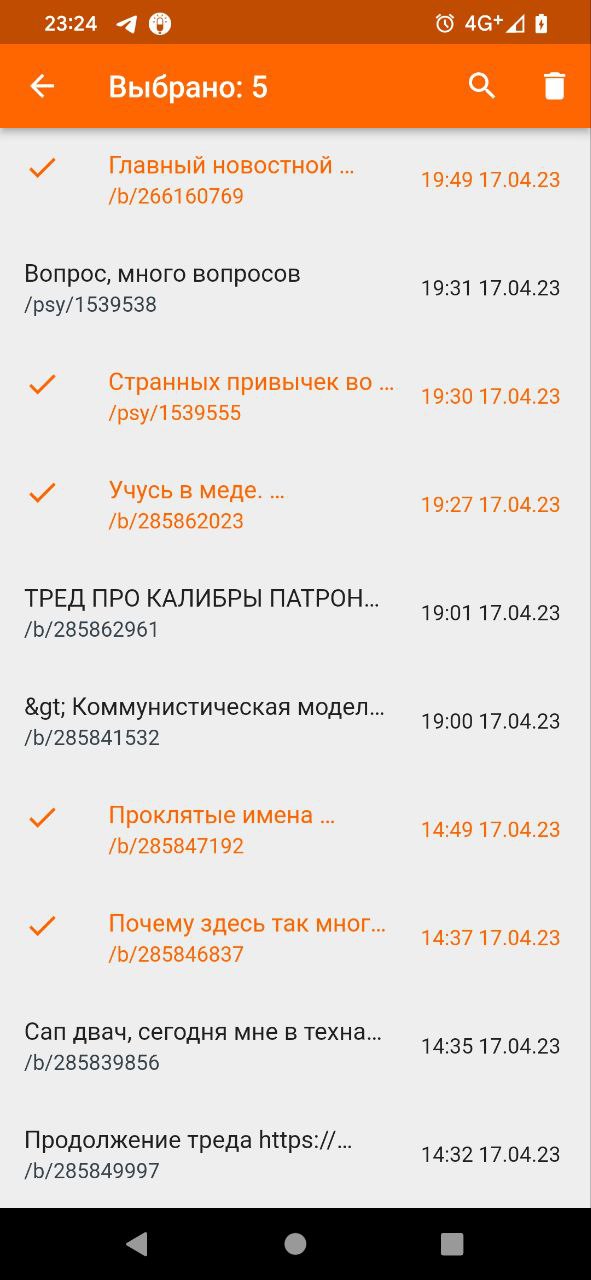 23:24 4G+
Выбрано: 5
Главный новостной …
/b/266160769
19:49 17.04.23
Вопрос, много вопросов
/psy/1539538
19:31 17.04.23
Странных привычек во …
/psy/1539555
19:30 17.04.23
Учусь в меде. …
/b/285862023
19:27 17.04.23
ТРЕД ПРО КАЛИБРЫ ПАТРОН…
/b/285862961
19:01 17.04.23
&gt; Коммунистическая модел…
/b/285841532
19:00 17.04.23
Проклятые имена …
/b/285847192
14:49 17.04.23
Почему здесь так мног…
/b/285846837
14:37 17.04.23
Сап двач, сегодня мне в техна…
/b/285839856
14:35 17.04.23
Продолжение треда https://…
/b/285849997
14:32 17.04.23